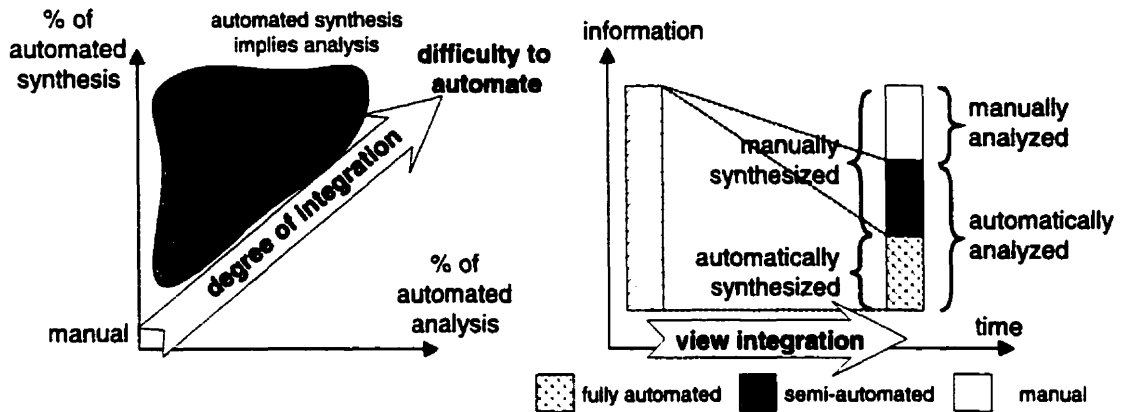 % of
automated
synthesis
automated synthesis
implies analysis
difficulty to
automate
degree of integration
% of
automated
analysis
manual
information
manually
synthesized
automatically
synthesized
manually
analyzed
automatically
analyzed
view integration
time
fully automated
semi-automated
manual